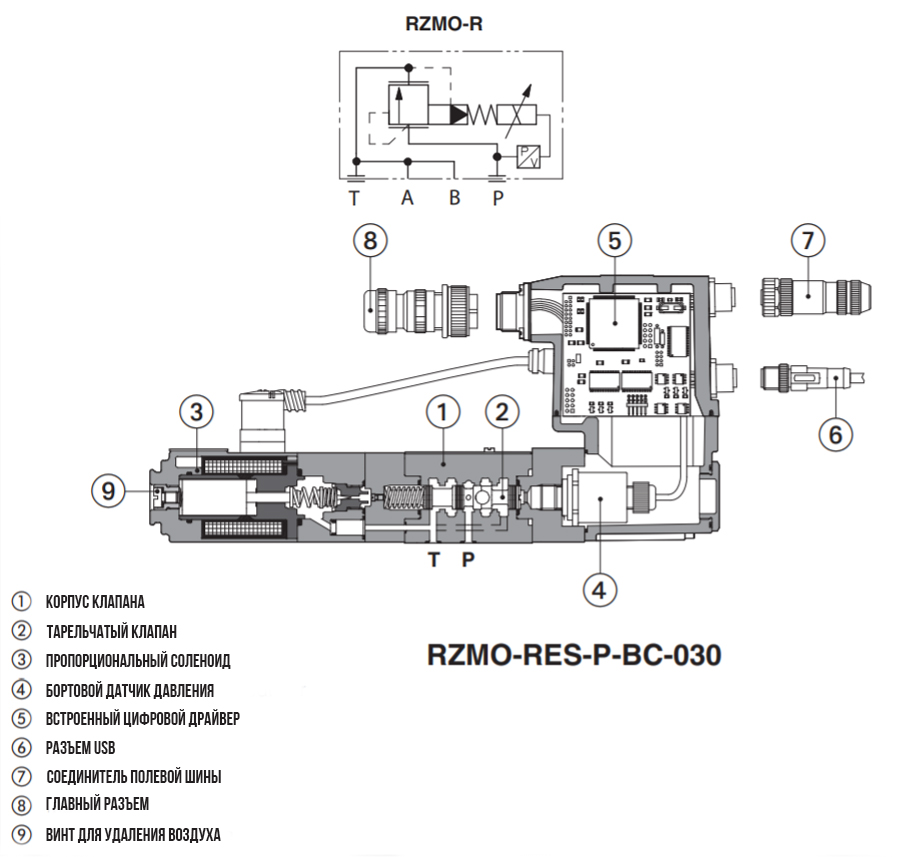 RZMO-R
P
V
T A B P
8 5 7
3 1 2
6
9
T P
4
1 КОРПУС КЛАПАНА
2 ТАРЕЛЬЧАТЫЙ КЛАПАН
3 ПРОПОРЦИОНАЛЬНЫЙ СОЛЕНОИД
4 БОРТОВОЙ ДАТЧИК ДАВЛЕНИЯ
5 ВСТРОЕННЫЙ ЦИФРОВОЙ ДРАЙВЕР
6 РАЗЪЕМ USB
7 СОЕДИНИТЕЛЬ ПОЛЕВОЙ ШИНЫ
8 ГЛАВНЫЙ РАЗЪЕМ
9 ВИНТ ДЛЯ УДАЛЕНИЯ ВОЗДУХА
RZMO-RES-P-BC-030